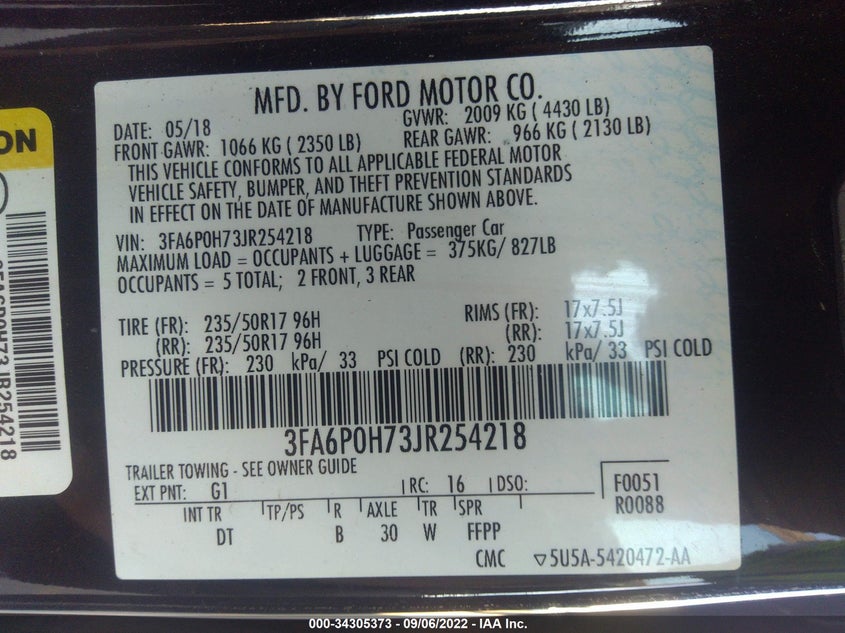 ON
3FA6P0H73JR254218
MFD. BY FORD MOTOR CO.
DATE: 05/18 GVWR: 2009 KG ( 4430 LB)
FRONT GAWR: 1066 KG ( 2350 LB) REAR GAWR: 966 KG ( 2130 LB)
THIS VEHICLE CONFORMS TO ALL APPLICABLE FEDERAL MOTOR
VEHICLE SAFETY, BUMPER, AND THEFT PREVENTION STANDARDS
IN EFFECT ON THE DATE OF MANUFACTURE SHOWN ABOVE.
VIN: 3FA6P0H73JR254218 TYPE: Passenger Car
MAXIMUM LOAD = OCCUPANTS + LUGGAGE = 375KG/ 827LB
OCCUPANTS = 5 TOTAL; 2 FRONT, 3 REAR
TIRE (FR): 235/50R17 96H RIMS (FR): 17x7.5J
(RR): 235/50R17 96H (RR): 17x7.5J
PRESSURE (FR): 230 kPa/ 33 PSI COLD (RR): 230 kPa/ 33 PSI COLD
3FA6P0H73JR254218
TRAILER TOWING - SEE OWNER GUIDE
EXT PNT: G1 RC: 16 DSO: F0051
R0088
INT TR TP/PS R AXLE TR SPR
DT B 30 W FFPP
CMC ▽5U5A-5420472-AA
000-34305373 - 09/06/2022 - IAA Inc.